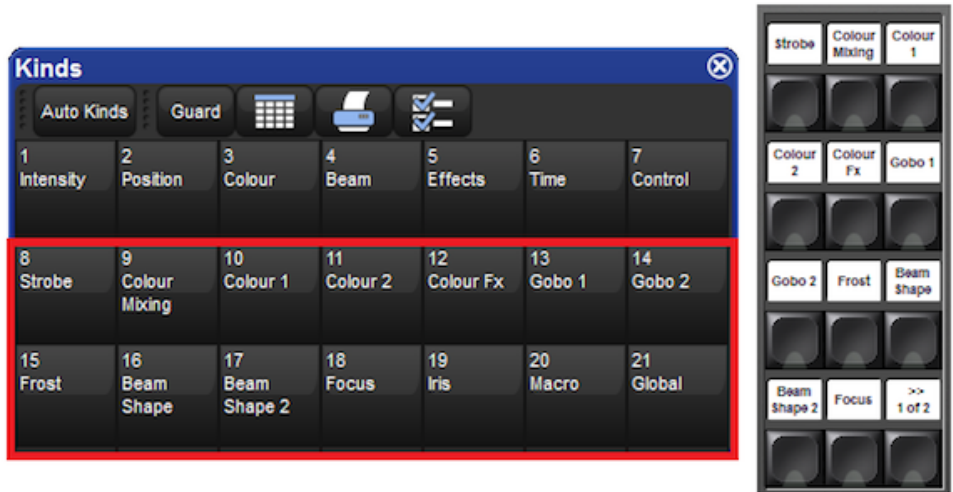 Kinds
Auto Kinds Guard
1 2 3 4 5 6 7
Intensity Position Colour Beam Effects Time Control
8 9 10 11 12 13 14
Strobe Colour Colour 1 Colour 2 Colour Fx Gobo 1 Gobo 2
Mixing
15 16 17 18 19 20 21
Frost Beam Beam Focus Iris Macro Global
Shape Shape 2
Strobe Colour Colour
Mixing 1
Colour Colour Gobo 1
2 Fx
Gobo 2 Frost Beam
Shape
Beam Focus >>
Shape 2 1 of 2